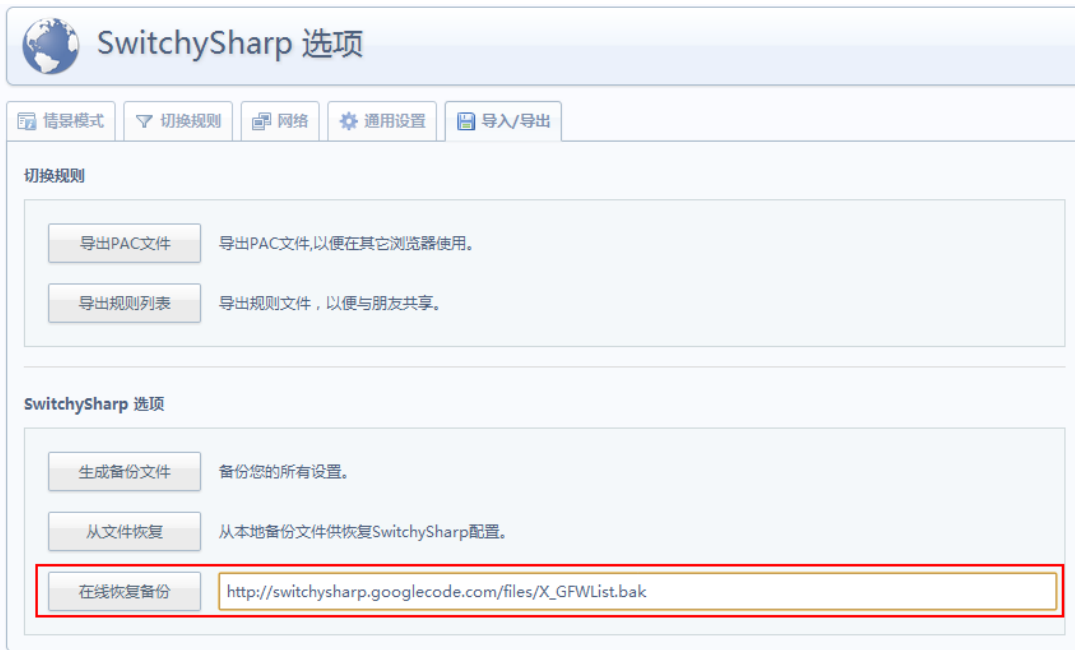 SwitchySharp 选项
情景模式 切换规则 网络 通用设置 导入/导出
切换规则
导出PAC文件 导出PAC文件,以便在其它浏览器使用。
导出规则列表 导出规则文件，以便与朋友共享。
SwitchySharp 选项
生成备份文件 备份您的所有设置。
从文件恢复 从本地备份文件供恢复SwitchySharp配置。
在线恢复备份 http://switchysharp.googlecode.com/files/X_GFWList.bak